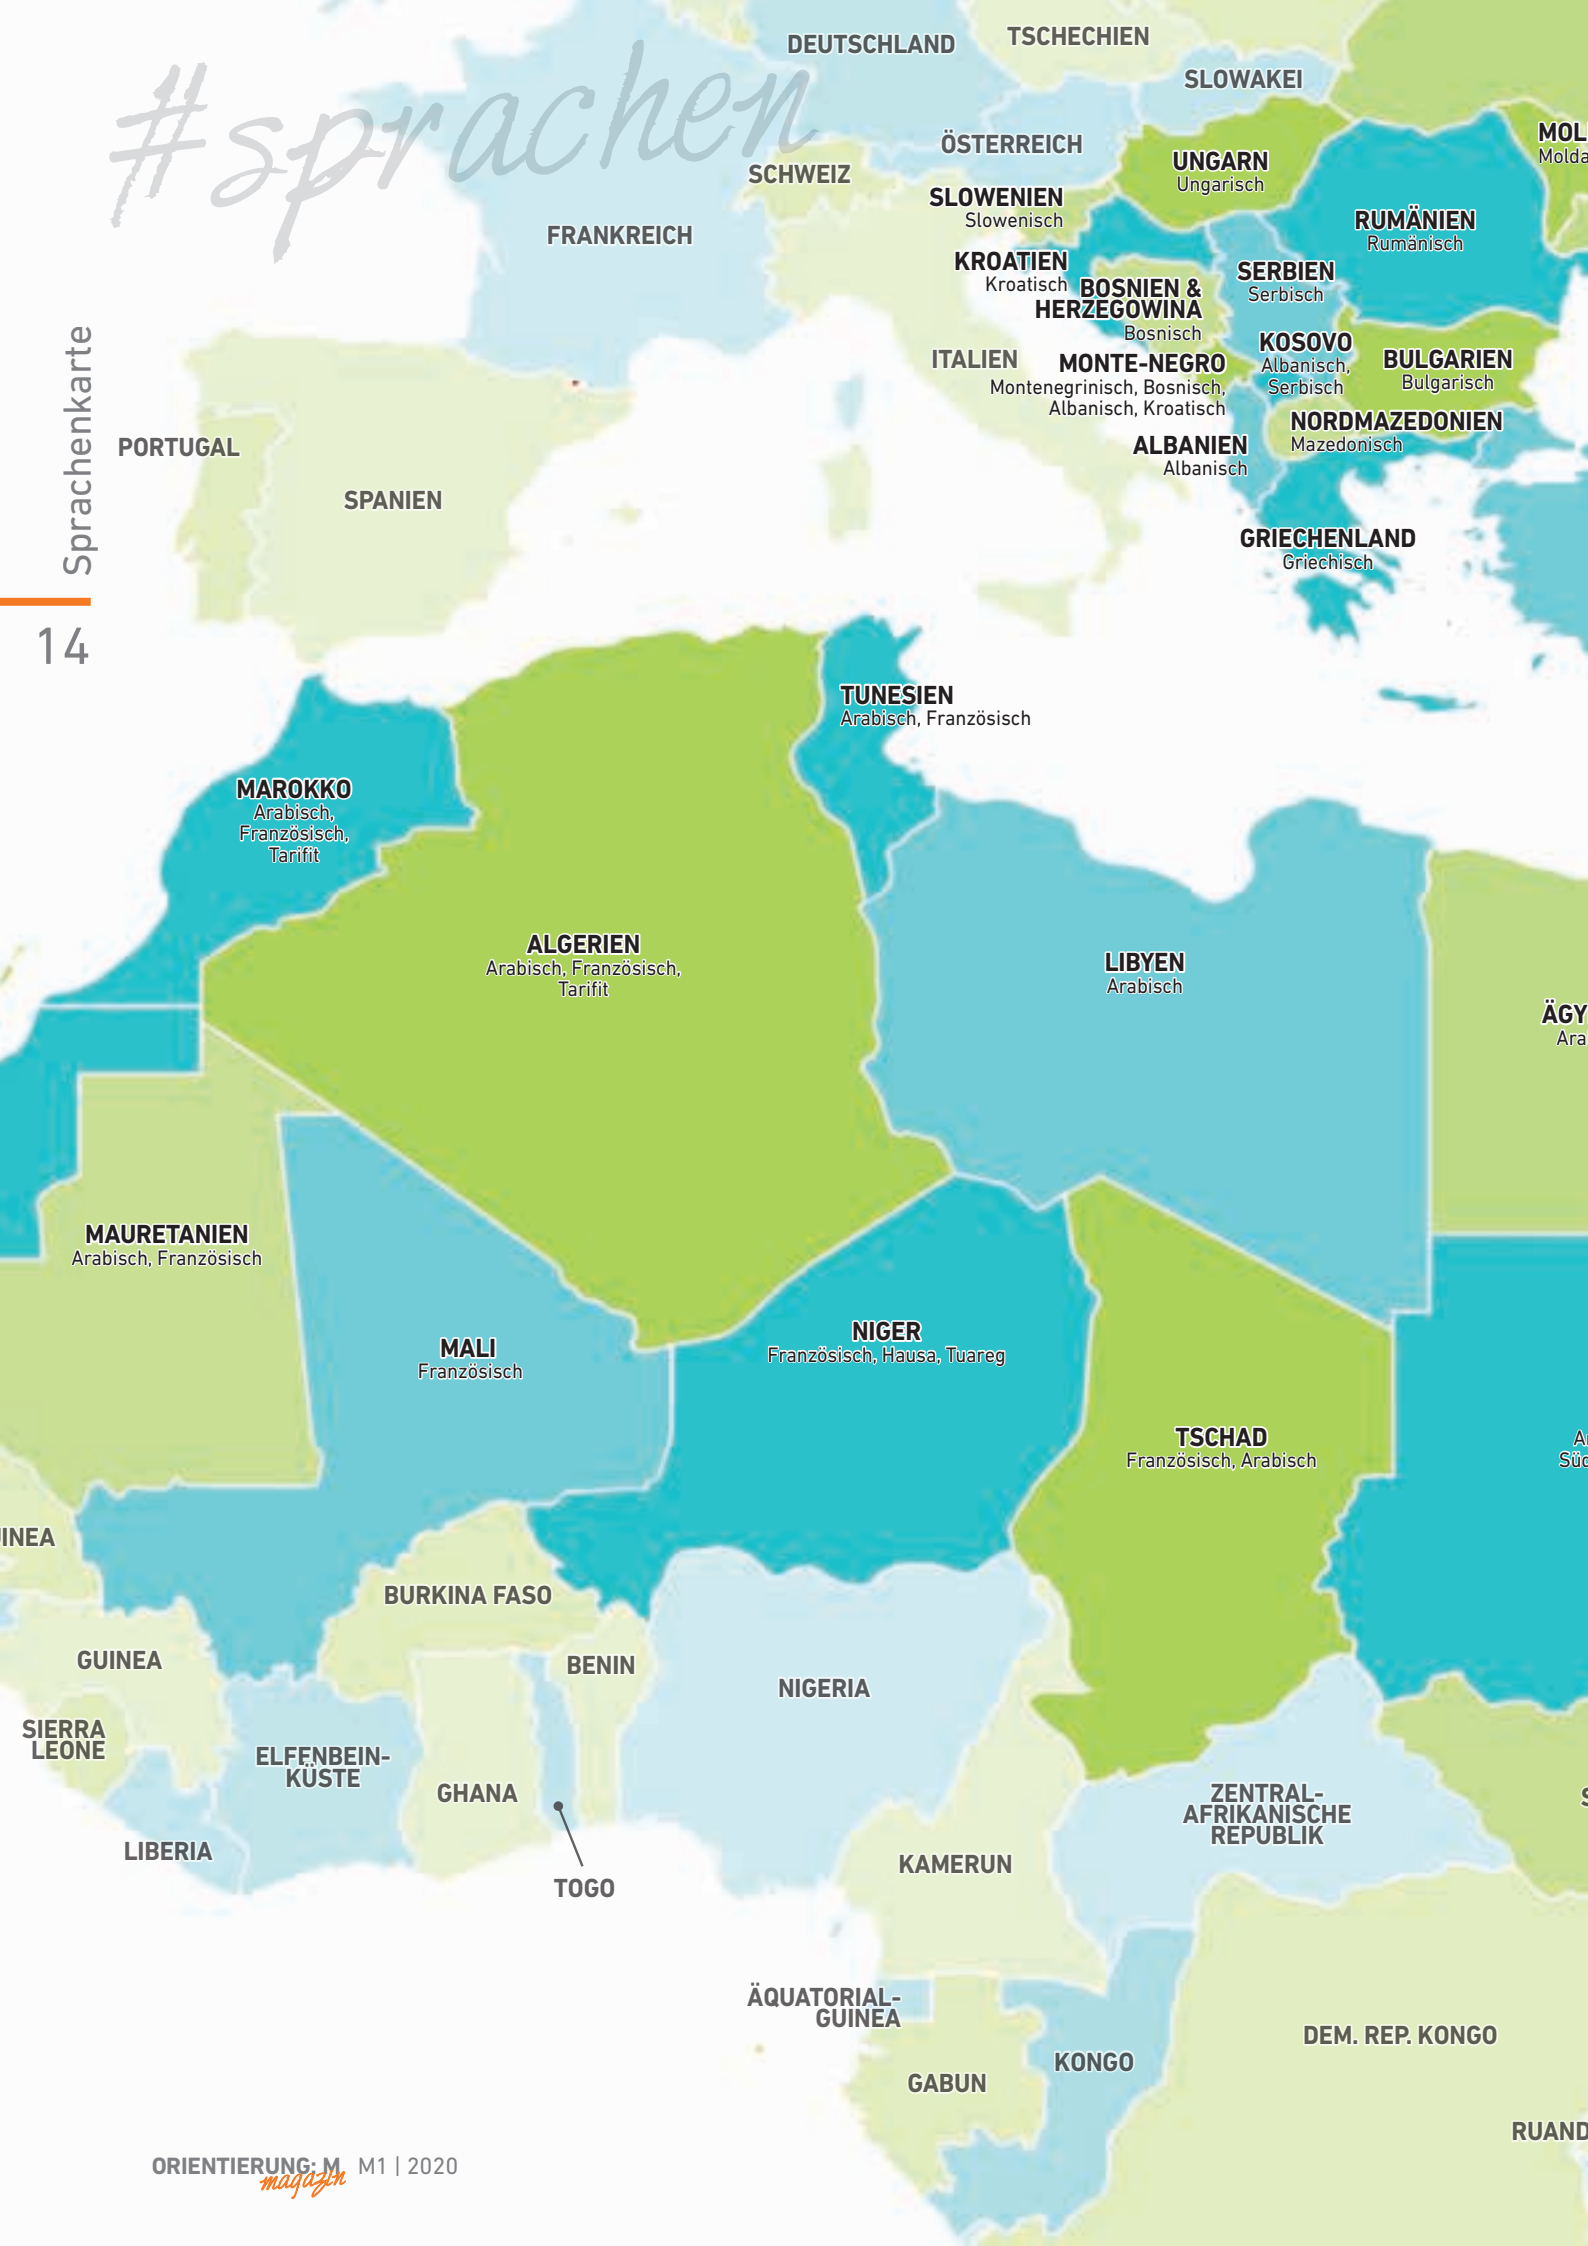 #sprachen
Sprachenkarte
14
DEUTSCHLAND
TSCHECHIEN
SLOWAKEI
ÖSTERREICH
SCHWEIZ
FRANKREICH
UNGARN
Ungarisch
MOL
Molda
SLOWENIEN
Slowenisch
RUMÄNIEN
Rumänisch
KROATIEN
Kroatisch
BOSNIEN &
HERZEGOWINA
Bosnisch
SERBIEN
Serbisch
KOSOVO
Albanisch,
Serbisch
BULGARIEN
Bulgarisch
ITALIEN
MONTE-NEGRO
Montenegrinisch, Bosnisch,
Albanisch, Kroatisch
NORDMAZEDONIEN
Mazedonisch
ALBANIEN
Albanisch
PORTUGAL
SPANIEN
GRIECHENLAND
Griechisch
TUNESIEN
Arabisch, Französisch
MAROKKO
Arabisch,
Französisch,
Tarifit
ALGERIEN
Arabisch, Französisch,
Tarifit
LIBYEN
Arabisch
ÄGY
Ara
MAURETANIEN
Arabisch, Französisch
MALI
Französisch
NIGER
Französisch, Hausa, Tuareg
TSCHAD
Französisch, Arabisch
A
Süd
INEA
BURKINA FASO
GUINEA
BENIN
NIGERIA
SIERRA
LEONE
ELFENBEIN-
KÜSTE
GHANA
LIBERIA
TOGO
ZENTRAL-
AFRIKANISCHE
REPUBLIK
S
KAMERUN
ÄQUATORIAL-
GUINEA
GABUN
KONGO
DEM. REP. KONGO
RUAND
ORIENTIERUNG: M M1 | 2020
magazin